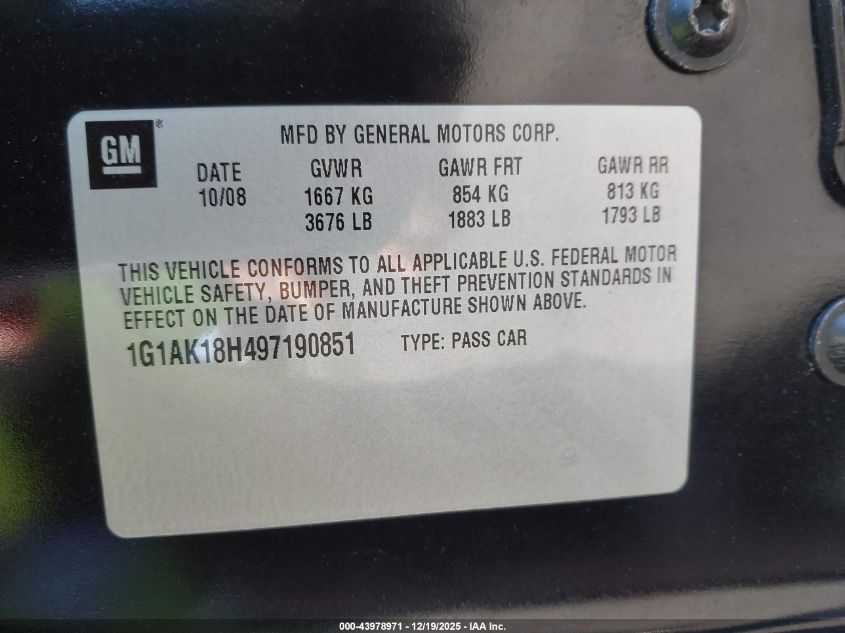 GM ®
MFD BY GENERAL MOTORS CORP.
DATE GVWR GAWR FRT GAWR RR
10/08 1667 KG 854 KG 813 KG
3676 LB 1883 LB 1793 LB
THIS VEHICLE CONFORMS TO ALL APPLICABLE U.S. FEDERAL MOTOR
VEHICLE SAFETY, BUMPER, AND THEFT PREVENTION STANDARDS IN
EFFECT ON THE DATE OF MANUFACTURE SHOWN ABOVE.
1G1AK18H497190851 TYPE: PASS CAR
000-43978971 • 12/19/2025 - IAA Inc.